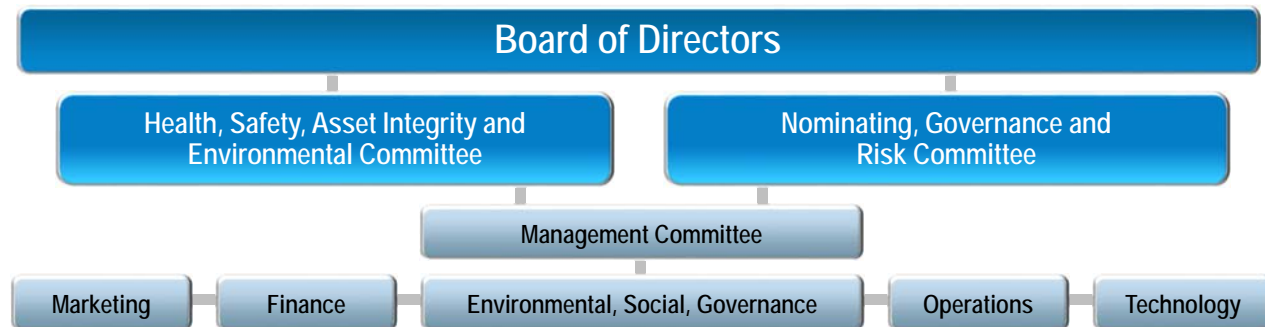 Board of Directors
Health, Safety, Asset Integrity and
Environmental Committee
Nominating, Governance and
Risk Committee
Management Committee
Marketing
Finance
Environmental, Social, Governance
Operations
Technology